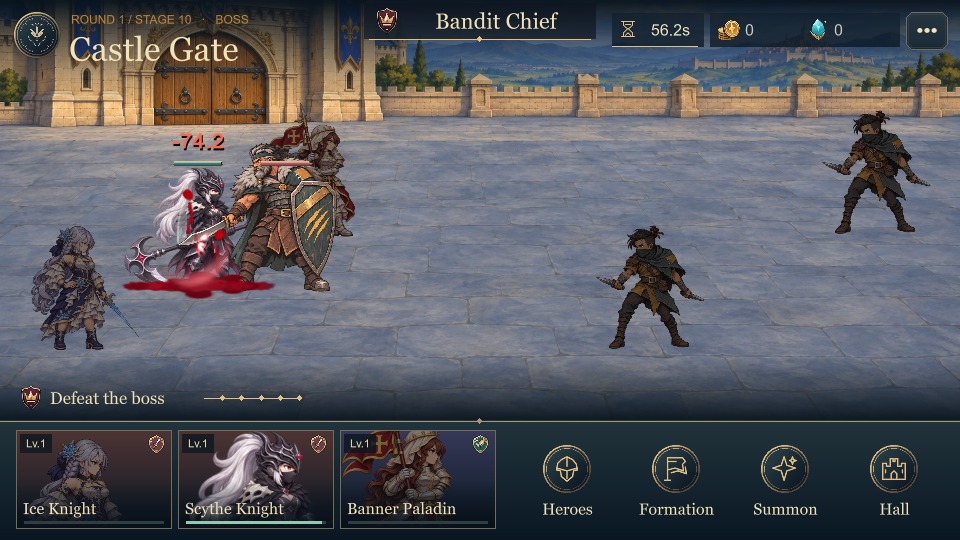 ROUND 1 / STAGE 10 · BOSS
Castle Gate
Bandit Chief
56.2s
0
0
-74.2
Defeat the boss
Lv.1
Ice Knight
Lv.1
Scythe Knight
Lv.1
Banner Paladin
Heroes
Formation
Summon
Hall